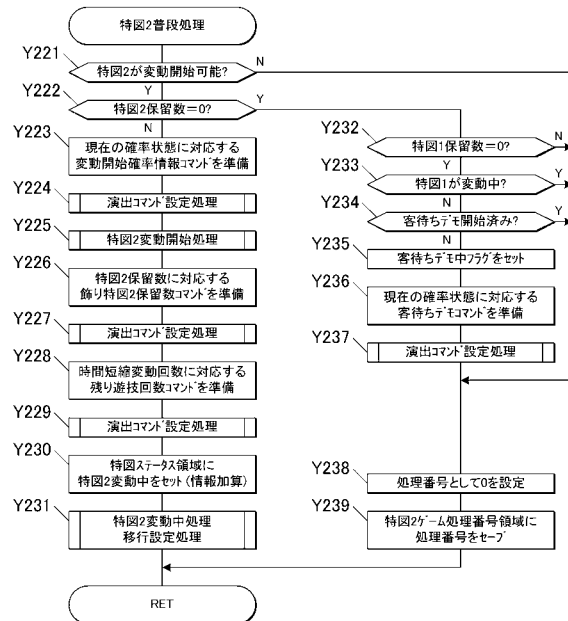 特図2普段処理
Y221
特図2が変動開始可能?
N
Y
Y222
特図2保留数=0?
Y
N
Y223
現在の確率状態に対応する
変動開始確率情報コマンドを準備
Y224
演出コマンド設定処理
Y225
特図2変動開始処理
Y226
特図2保留数に対応する
飾り特図2保留数コマンドを準備
Y227
演出コマンド設定処理
Y228
時間短縮変動回数に対応する
残り遊技回数コマンドを準備
Y229
演出コマンド設定処理
Y230
特図ステータス領域に
特図2変動中をセット(情報加算)
Y231
特図2変動中処理
移行設定処理
RET
Y232
特図1保留数=0?
N
Y
Y233
特図1が変動中?
Y
N
Y234
客待ちデモ開始済み?
Y
N
Y235
客待ちデモ中フラグをセット
Y236
現在の確率状態に対応する
客待ちデモコマンドを準備
Y237
演出コマンド設定処理
Y238
処理番号として0を設定
Y239
特図2ゲーム処理番号領域に
処理番号をセーブ